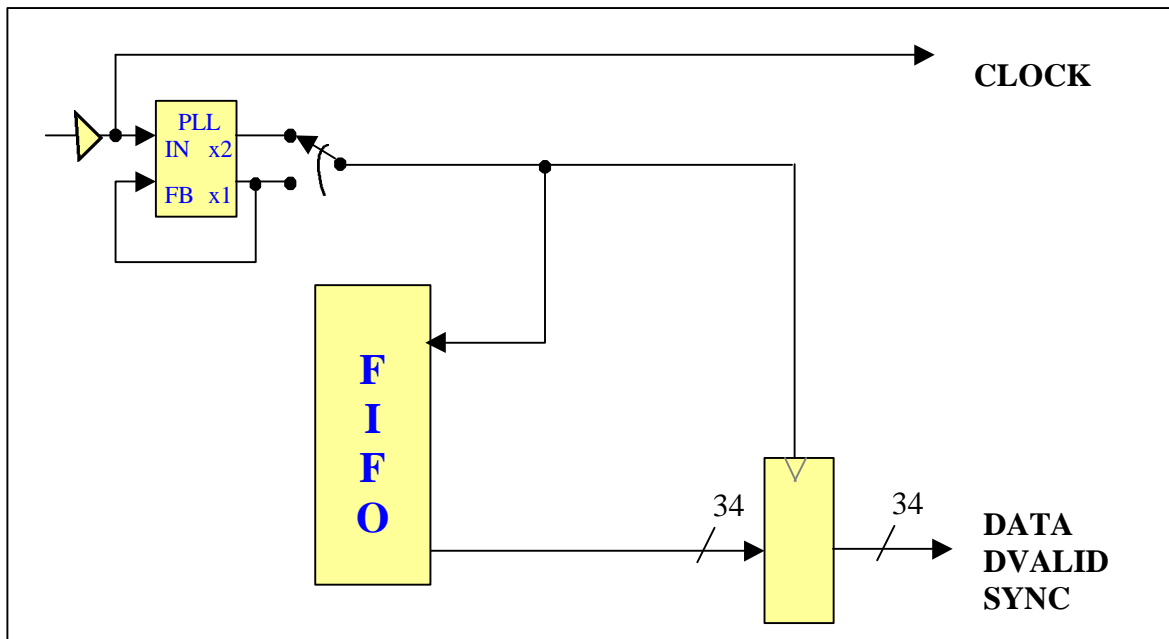 CLOCK
PLL
IN x2
FB x1
F
I
F
O
34
34
DATA
DVALID
SYNC